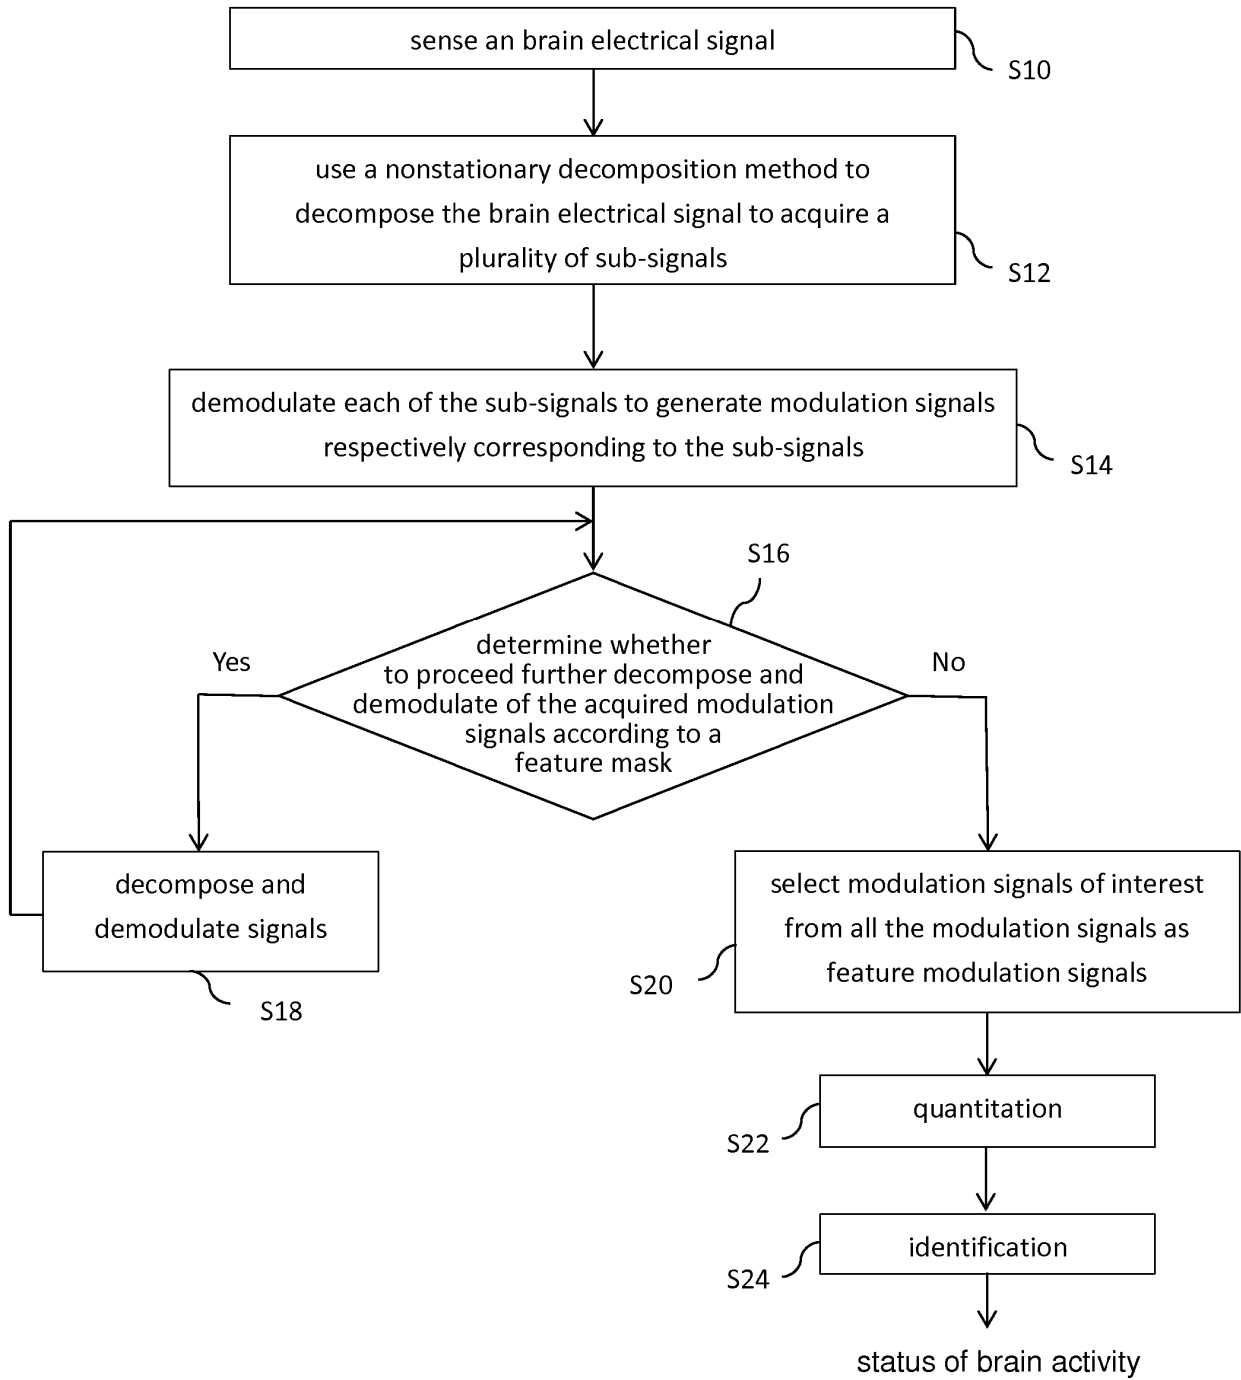 sense an brain electrical signal
S10
use a nonstationary decomposition method to
decompose the brain electrical signal to acquire a
plurality of sub-signals
S12
demodulate each of the sub-signals to generate modulation signals
respectively corresponding to the sub-signals
S14
S16
determine whether
to proceed further decompose and
demodulate of the acquired modulation
signals according to a
feature mask
Yes
No
decompose and
demodulate signals
S18
select modulation signals of interest
from all the modulation signals as
feature modulation signals
S20
quantitation
S22
identification
S24
status of brain activity